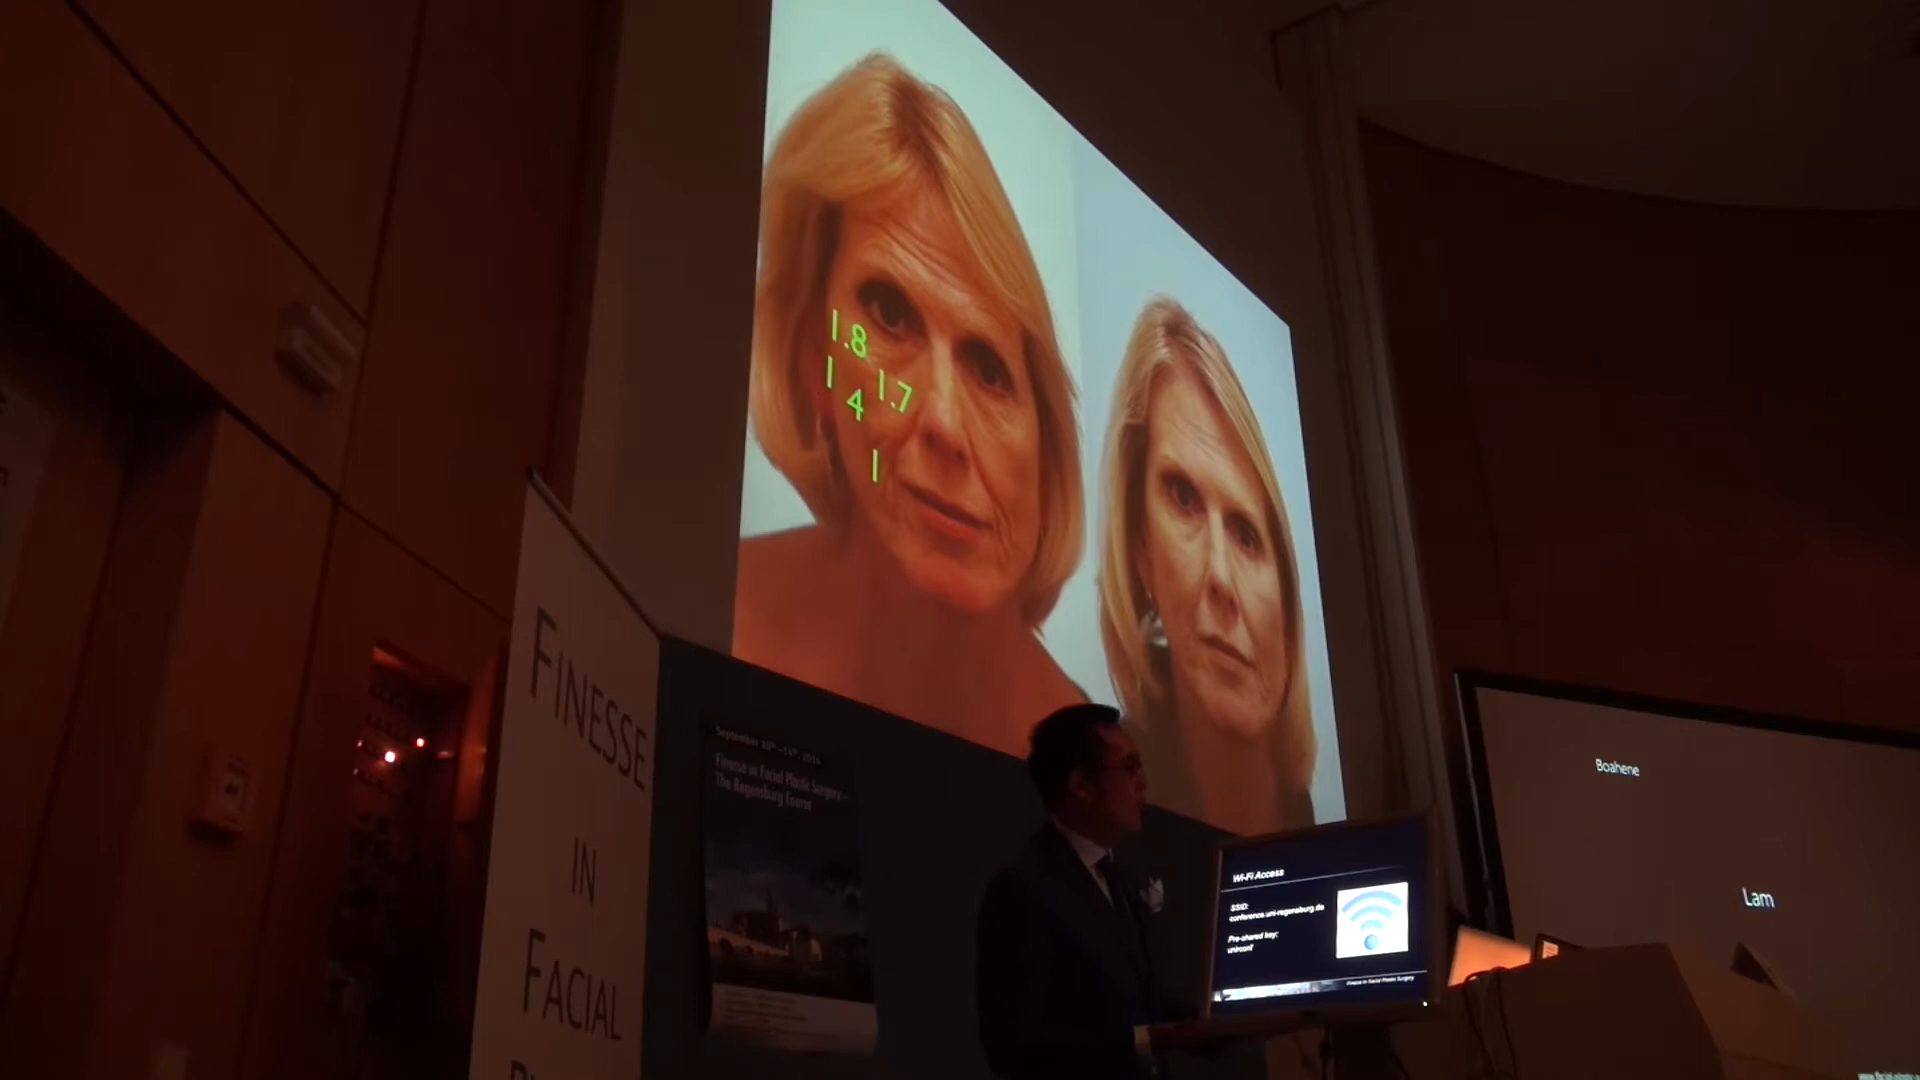 1.8
1
1.7
4
1
FINESSE
IN
FACIAL
Finesse in Facial Plastic Surgery –
The Regensburg Course
Wi-Fi Access
SSID:
conference.uni-regensburg.de
Pre-shared key:
uniconf
Finesse in Facial Plastic Surgery
Boahene
Lam